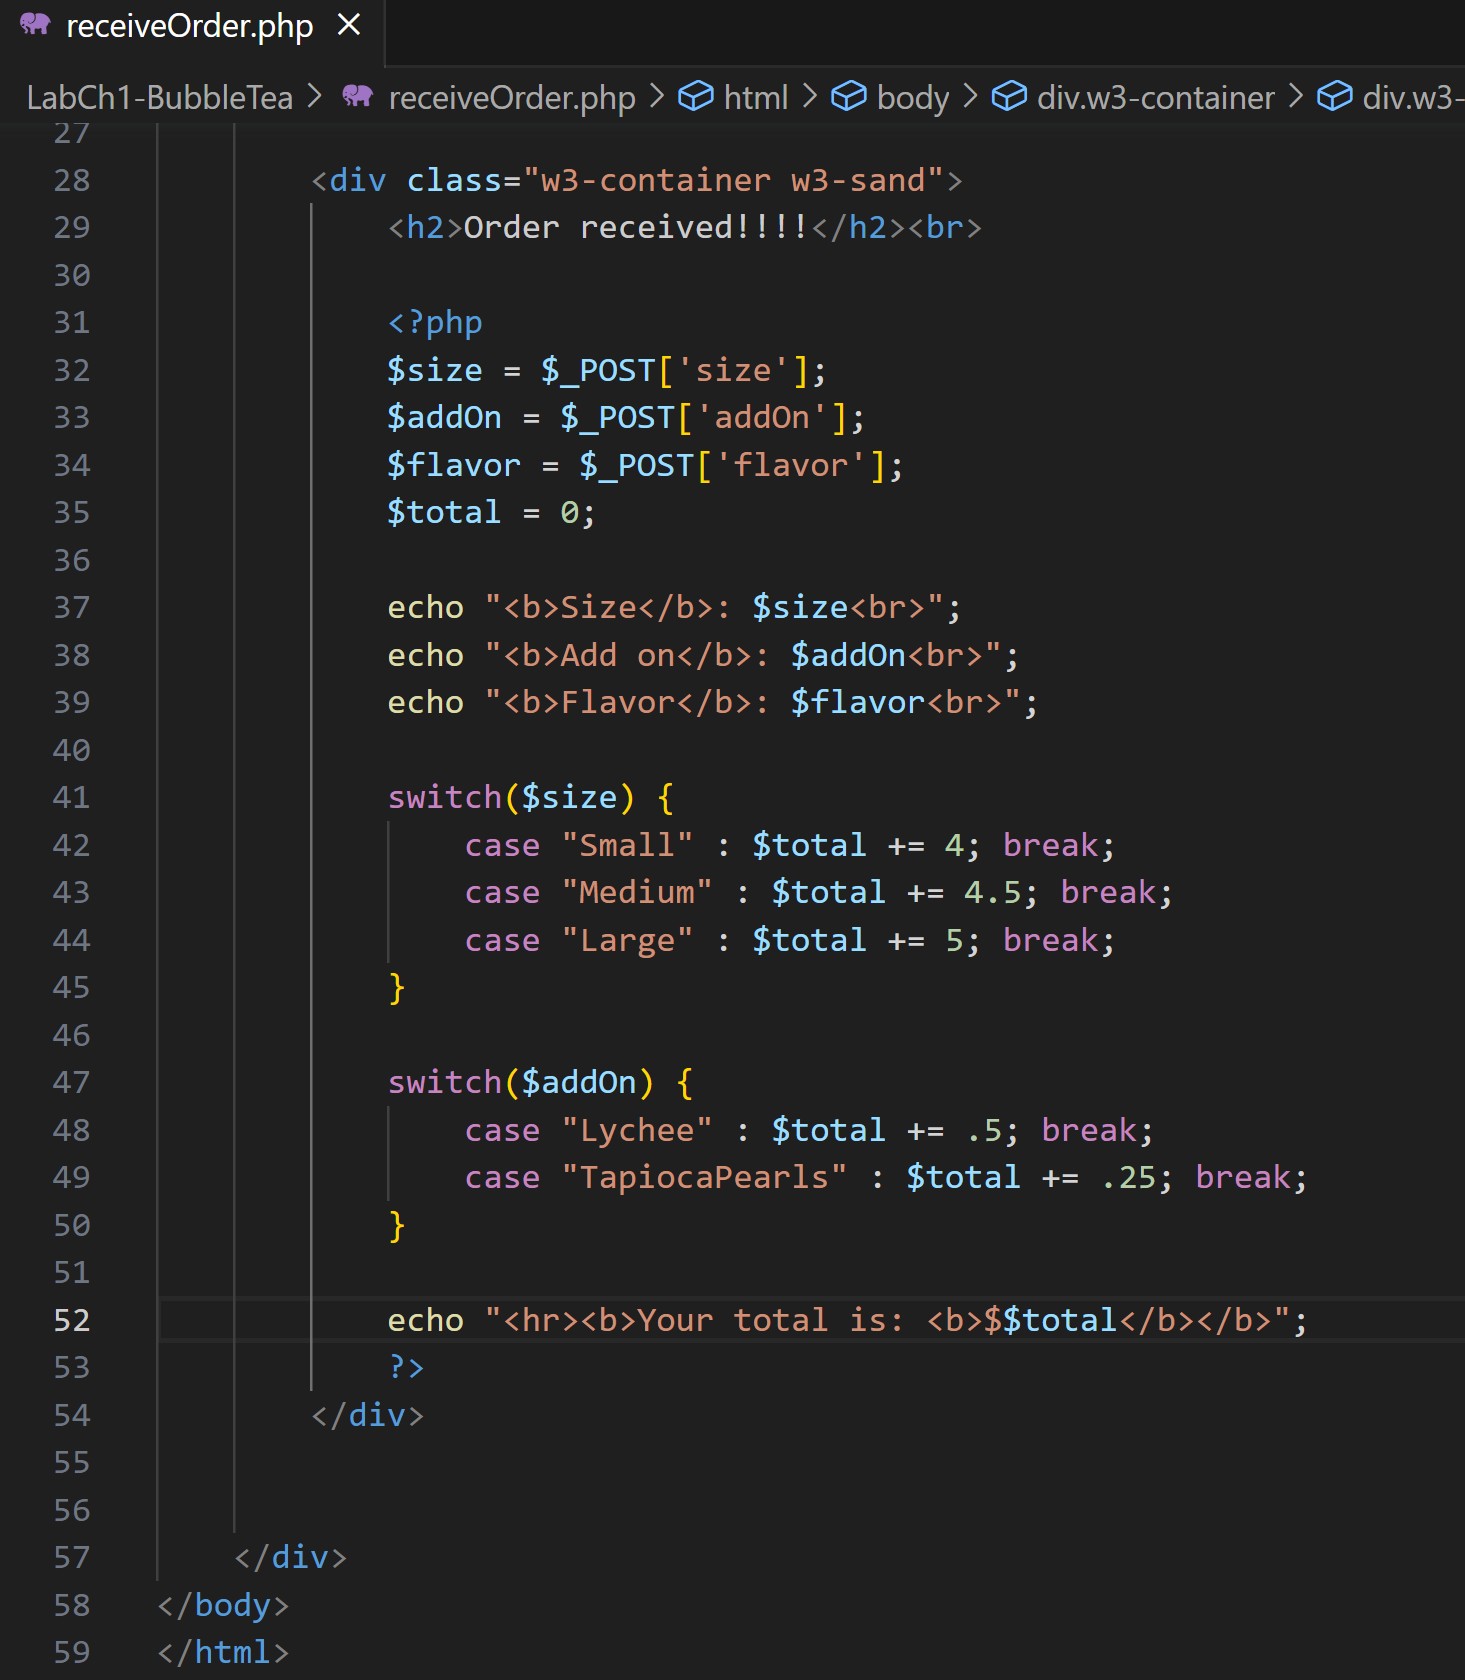 receiveOrder.php ×
LabCh1-BubbleTea > receiveOrder.php > html > body > div.w3-container > div.w3-
27
28 <div class="w3-container w3-sand">
29 <h2>Order received!!!!</h2><br>
30
31 <?php
32 $size = $_POST['size'];
33 $addOn = $_POST['addOn'];
34 $flavor = $_POST['flavor'];
35 $total = 0;
36
37 echo "<b>Size</b>: $size<br>";
38 echo "<b>Add on</b>: $addOn<br>";
39 echo "<b>Flavor</b>: $flavor<br>";
40
41 switch($size) {
42 case "Small" : $total += 4; break;
43 case "Medium" : $total += 4.5; break;
44 case "Large" : $total += 5; break;
45 }
46
47 switch($addOn) {
48 case "Lychee" : $total += .5; break;
49 case "TapiocaPearls" : $total += .25; break;
50 }
51
52 echo "<hr><b>Your total is: <b>$$total</b></b>";
53 ?>
54 </div>
55
56
57 </div>
58 </body>
59 </html>